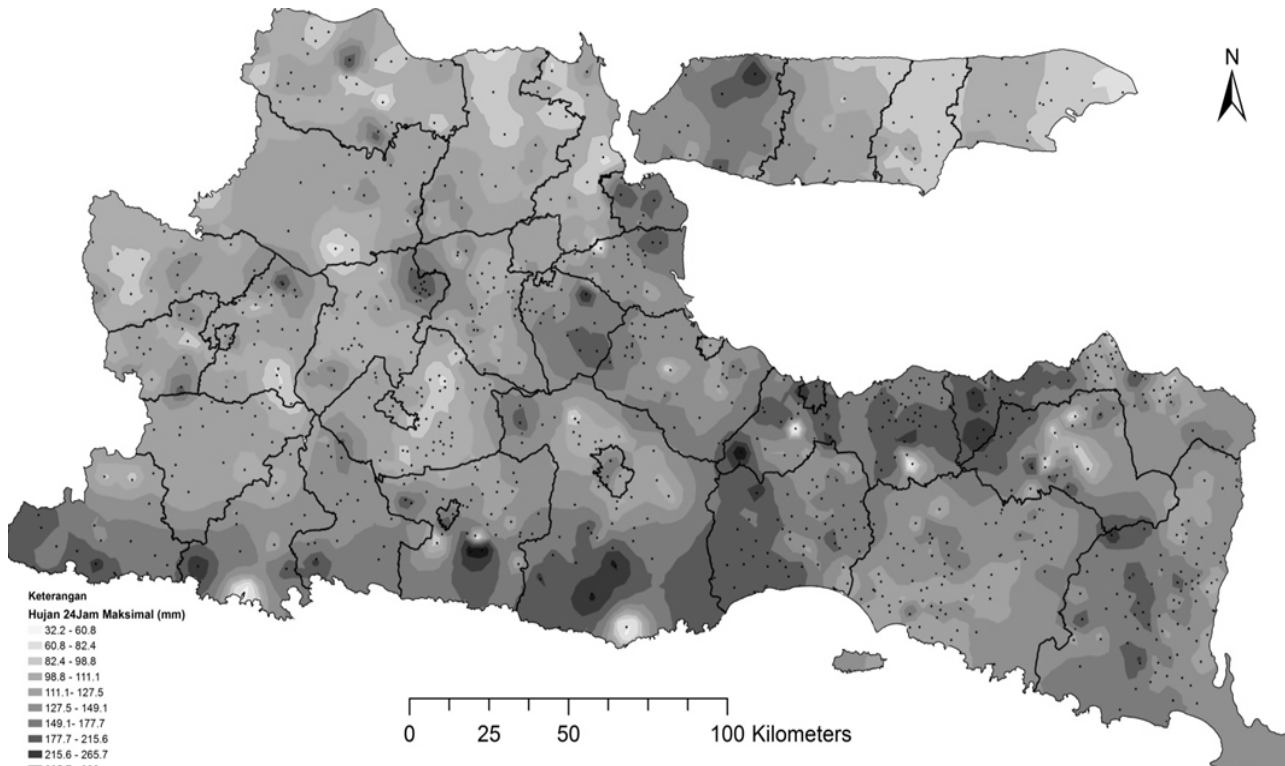 N
Keterangan
Hujan 24Jam Maksimal (mm)
32.2 - 60.8
60.8 - 82.4
82.4 - 98.8
98.8 - 111.1
111.1- 127.5
127.5 - 149.1
149.1- 177.7
177.7 - 215.6
215.6 - 265.7
0 25 50 100 Kilometers